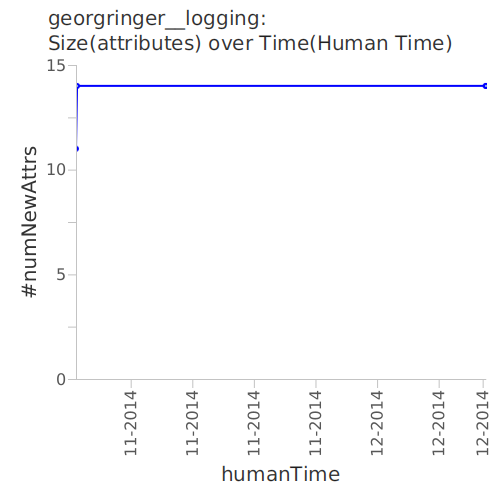 georgringer__logging:
Size(attributes) over Time(Human Time)
#numNewAttrs
15
10
5
0
11-2014
11-2014
11-2014
11-2014
12-2014
12-2014
12-2014
humanTime